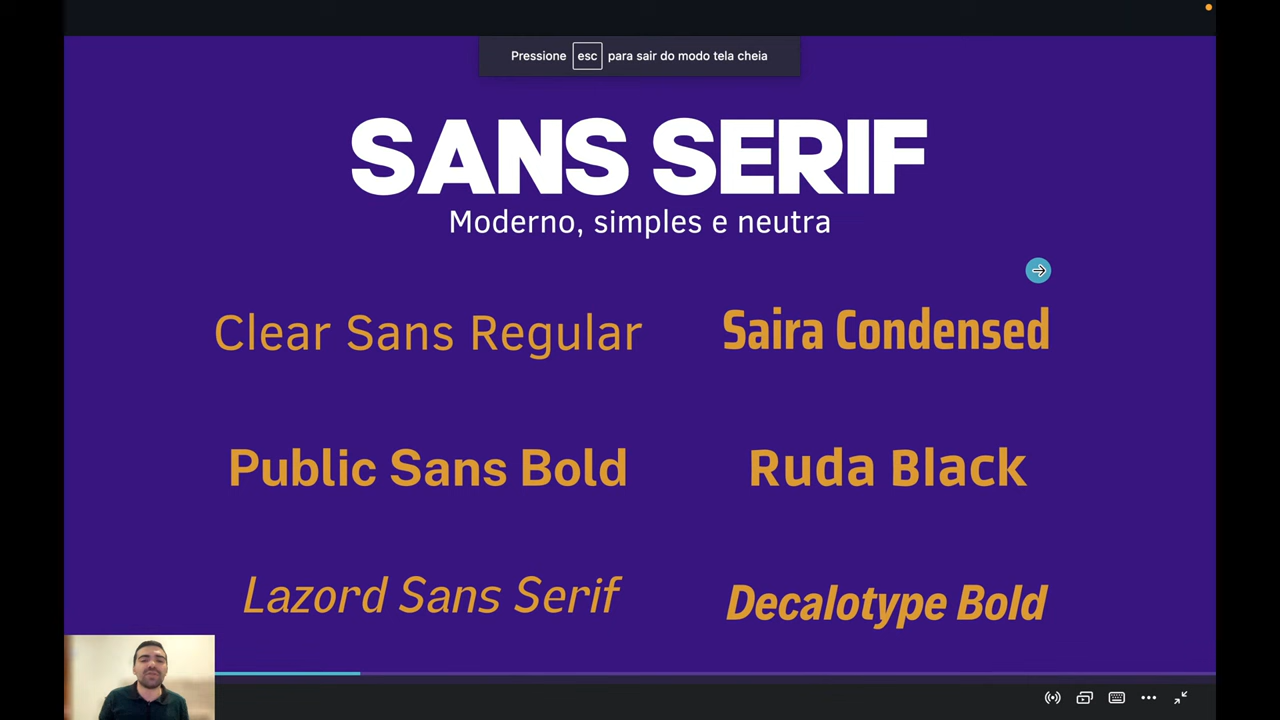 Pressione esc para sair do modo tela cheia
SANS SERIF
Moderno, simples e neutra
Clear Sans Regular
Saira Condensed
Public Sans Bold
Ruda Black
Lazord Sans Serif
Decalotype Bold